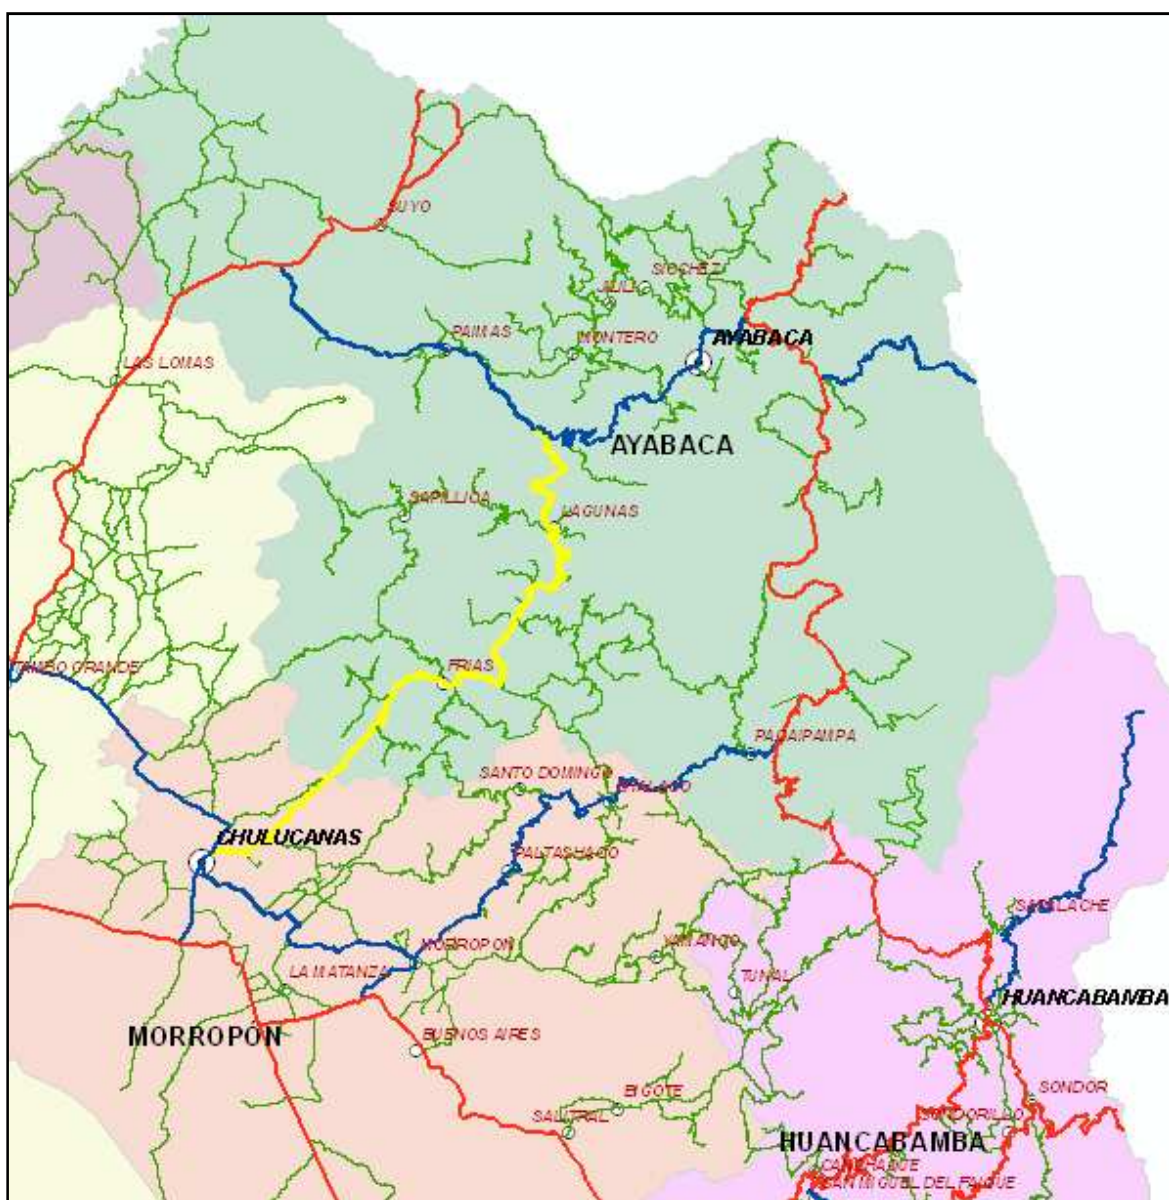 SUYO
SICCHEZ
JILILI
PAIMAS
MONTERO
AYABACA
LAS LOMAS
AYABACA
SAPILLICA
LAGUNAS
TAMBO GRANDE
FRIAS
PACAIPAMPA
SANTO DOMINGO
CHALACO
CHULUCANAS
PALTASHACO
SALALACHE
MORROPON
YAMANGO
LA MATANZA
TUNAL
HUANCABAMBA
MORROPÓN
BUENOS AIRES
BIGOTE
SONDOR
SALITRAL
SONDORILLO
HUANCABAMBA
CANCHAQUE
SAN MIGUEL DEL FAIQUE